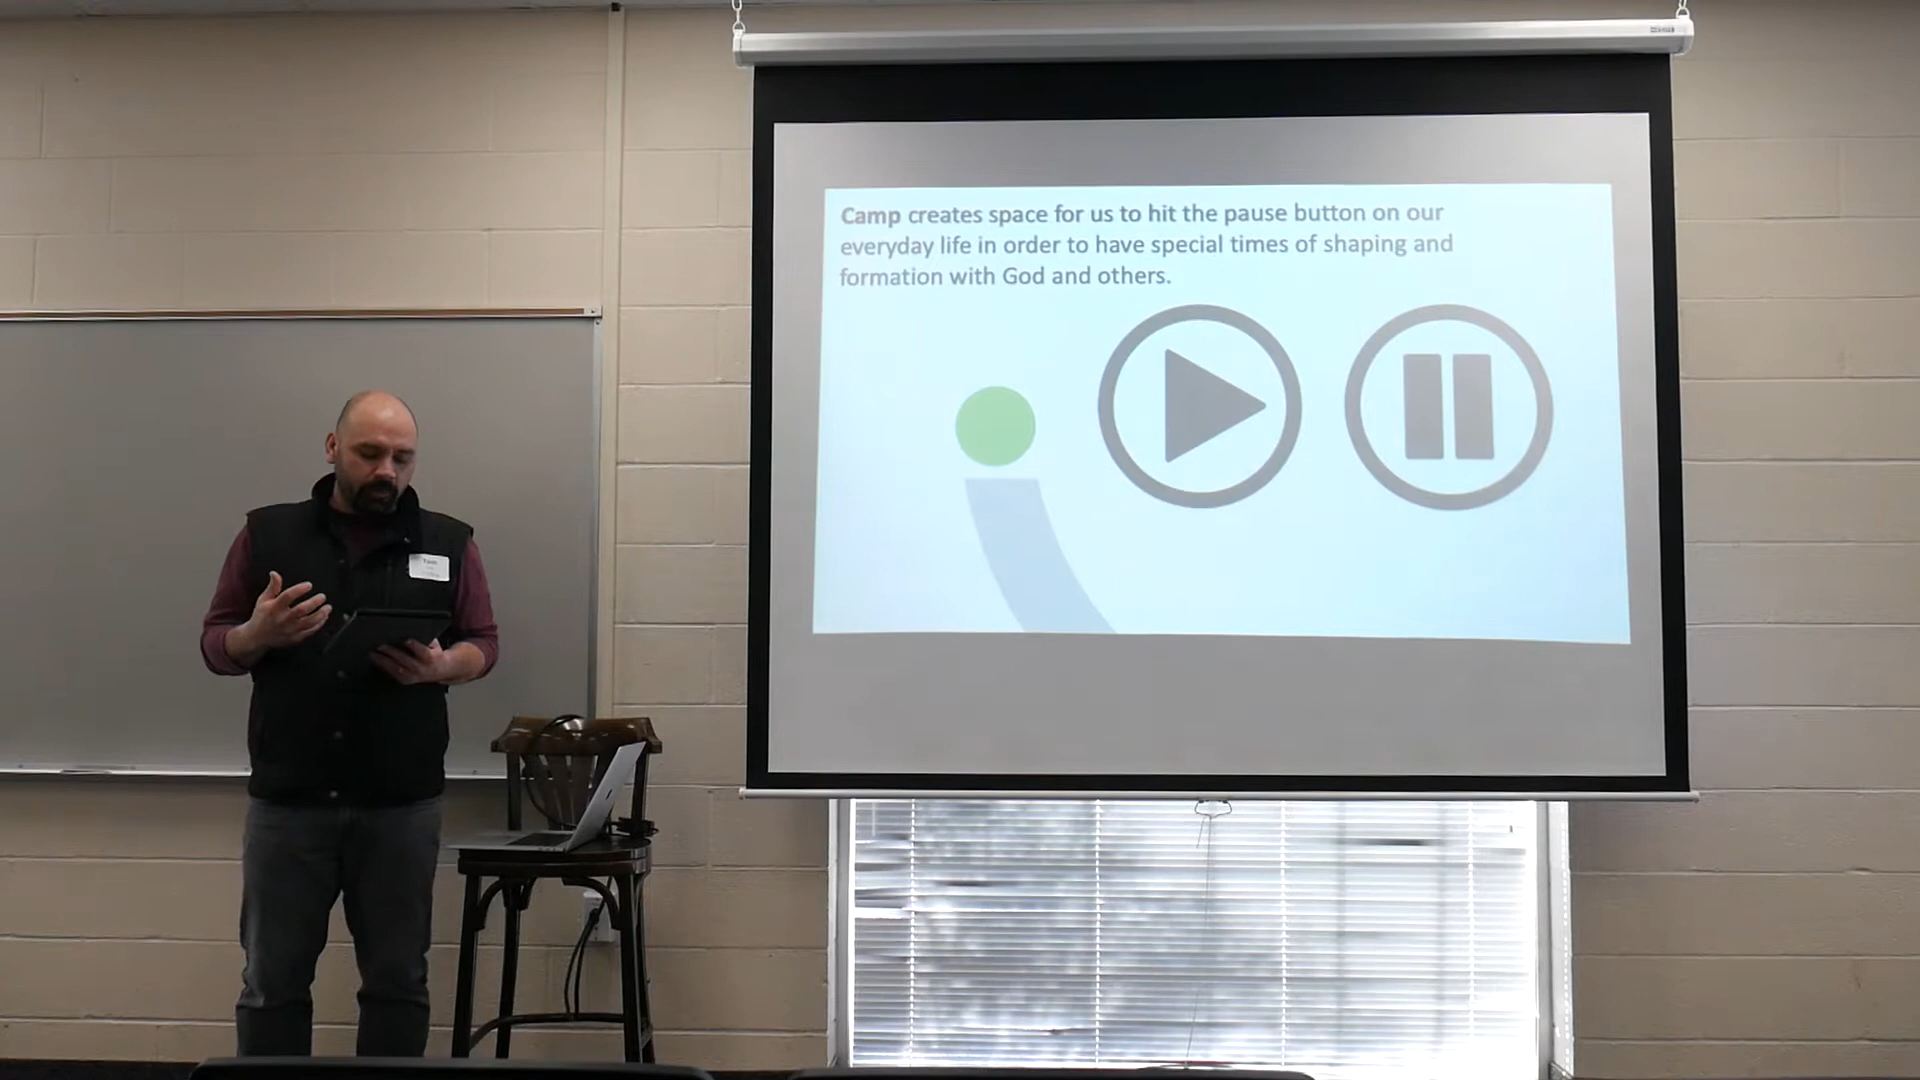 Camp creates space for us to hit the pause button on our
everyday life in order to have special times of shaping and
formation with God and others.